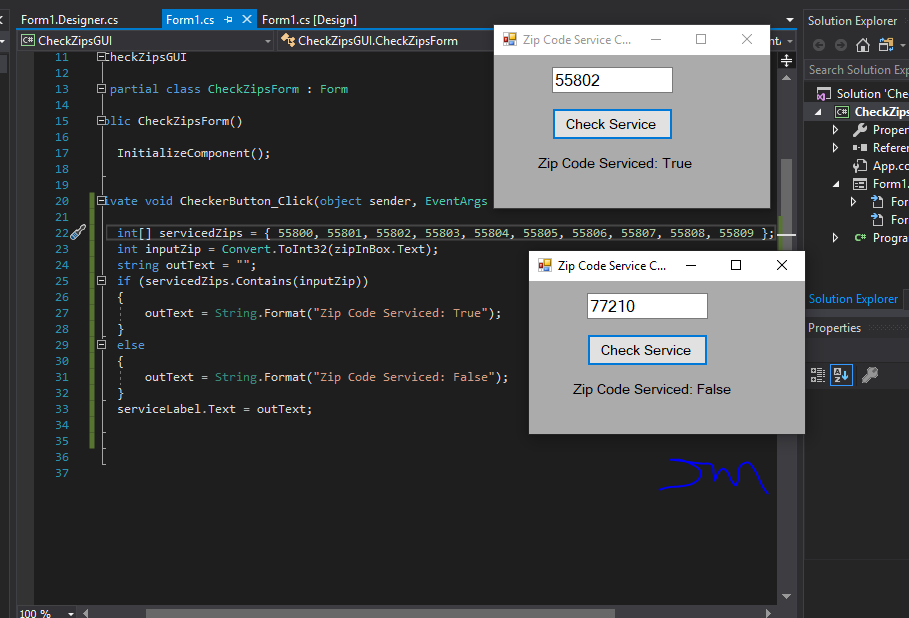 Form1.Designer.cs Form1.cs Form1.cs [Design]
CheckZipsGUI CheckZipsGUI.CheckZipsForm
11 CheckZipsGUI
12
13 partial class CheckZipsForm : Form
14
15 blic CheckZipsForm()
16
17 InitializeComponent();
18
19
20 ivate void CheckerButton_Click(object sender, EventArgs
21
22 int[] servicedZips = { 55800, 55801, 55802, 55803, 55804, 55805, 55806, 55807, 55808, 55809 };
23 int inputZip = Convert.ToInt32(zipInBox.Text);
24 string outText = "";
25 if (servicedZips.Contains(inputZip))
26 {
27 outText = String.Format("Zip Code Serviced: True");
28 }
29 else
30 {
31 outText = String.Format("Zip Code Serviced: False");
32 }
33 serviceLabel.Text = outText;
34
35
36
37
100 %
Zip Code Service C...
55802
Check Service
Zip Code Serviced: True
Zip Code Service C...
77210
Check Service
Zip Code Serviced: False
Solution Explorer
Search Solution Exp
Solution 'Che
C# CheckZips
Proper
Referen
App.co
Form1.
For
For
C# Progra
Solution Explorer
Properties